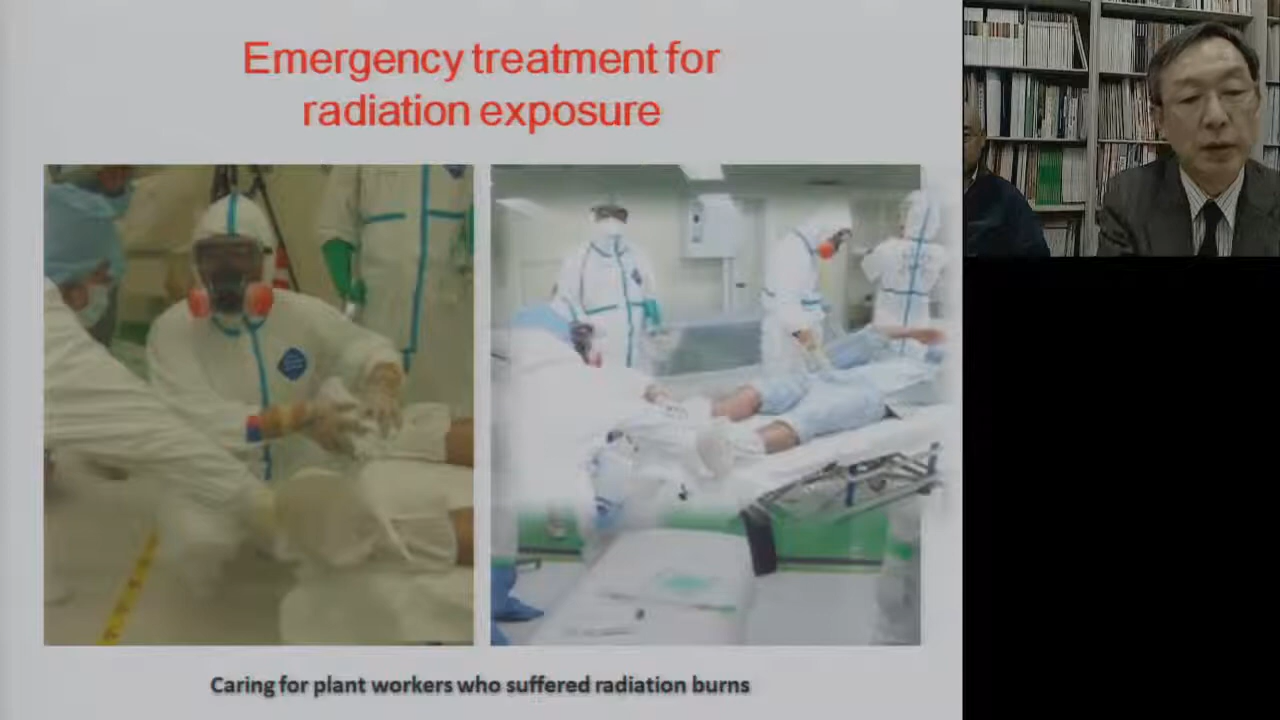 Emergency treatment for
radiation exposure
Caring for plant workers who suffered radiation burns